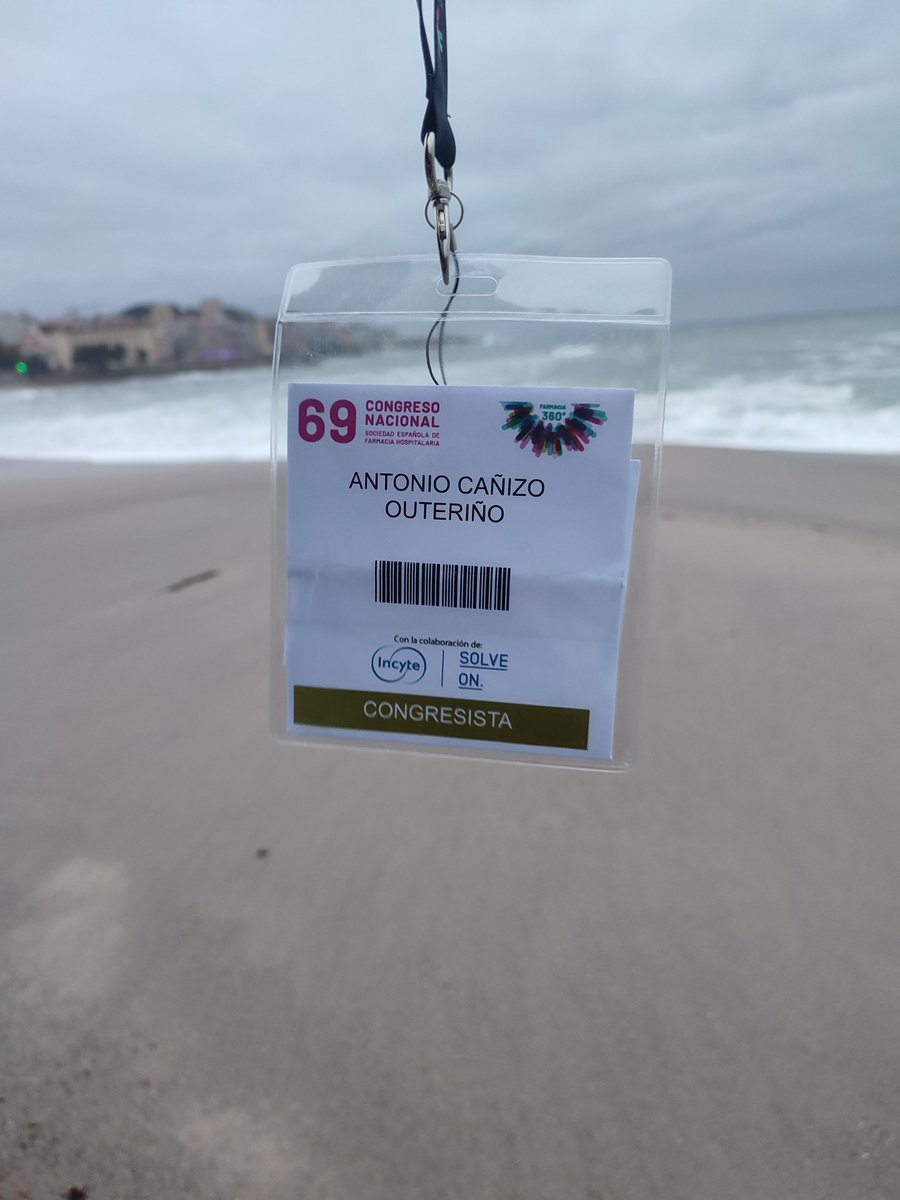 69 CONGRESO
NACIONAL
SOCIEDAD ESPAÑOLA DE
FARMACIA HOSPITALARIA
FARMACIA
360°
ANTONIO CAÑIZO
OUTERIÑO
Con la colaboración de:
Incyte
SOLVE
ON.
CONGRESISTA